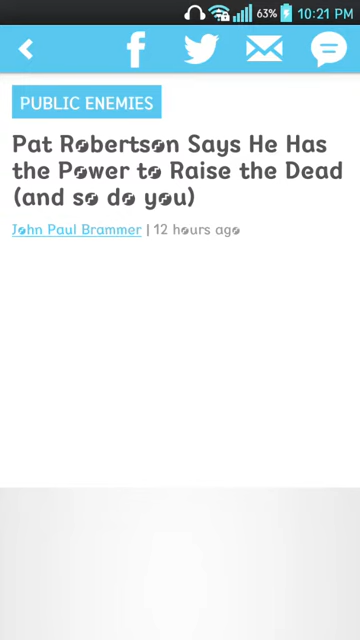 63% 10:21 PM
PUBLIC ENEMIES
Pat Robertson Says He Has
the Power to Raise the Dead
(and so do you)
John Paul Brammer | 12 hours ago